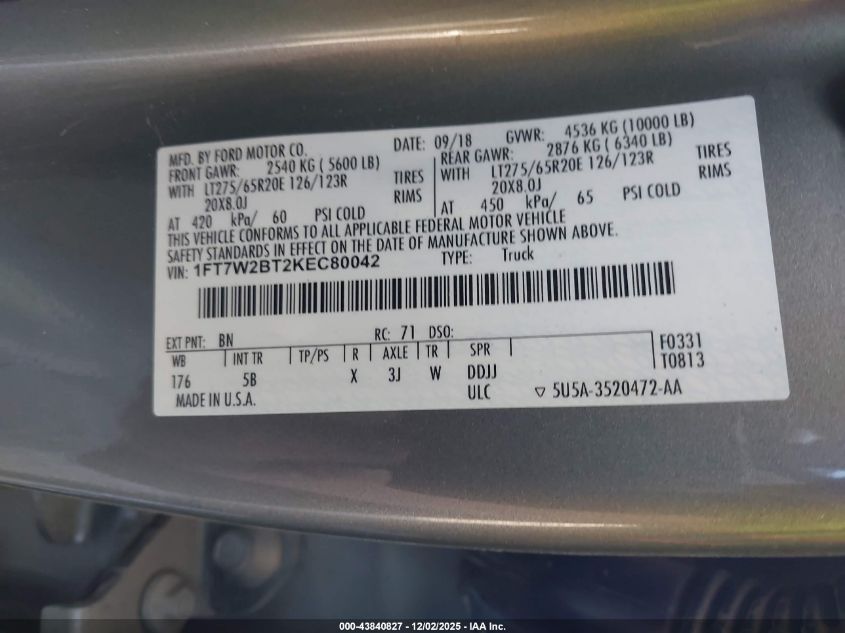 MFD. BY FORD MOTOR CO. DATE: 09/18 GVWR: 4536 KG (10000 LB)
FRONT GAWR: 2540 KG ( 5600 LB) REAR GAWR: 2876 KG ( 6340 LB)
WITH LT275/65R20E 126/123R TIRES WITH LT275/65R20E 126/123R TIRES
20X8.0J RIMS 20X8.0J RIMS
AT 420 kPa/ 60 PSI COLD AT 450 kPa/ 65 PSI COLD
THIS VEHICLE CONFORMS TO ALL APPLICABLE FEDERAL MOTOR VEHICLE
SAFETY STANDARDS IN EFFECT ON THE DATE OF MANUFACTURE SHOWN ABOVE.
VIN: 1FT7W2BT2KEC80042 TYPE: Truck
EXT PNT: BN RC: 71 DSO:
WB INT TR TP/PS R AXLE TR SPR F0331
176 5B X 3J W DDJJ T0813
MADE IN U.S.A. ULC ▽ 5U5A-3520472-AA
000-43840827 - 12/02/2025 - IAA Inc.